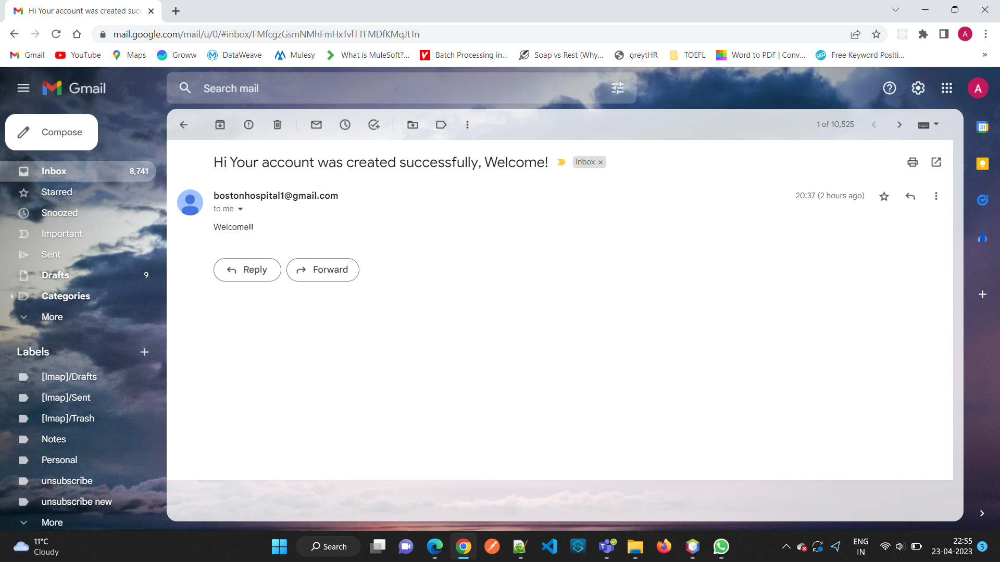 Hi Your account was created succ
mail.google.com/mail/u/0/#inbox/FMfcgzGsmNMhFmHxTvlTTFMDfKMqJtTn
A
Gmail
YouTube
Maps
Groww
DataWeave
Mulesy
What is MuleSoft?...
Batch Processing in...
Soap vs Rest (Why...
greytHR
TOEFL
Word to PDF | Conv...
SEO
Free Keyword Positi...
»
Gmail
Search mail
A
Compose
1 of 10,525
31
Inbox 8,741
Starred
Snoozed
Important
Sent
Drafts 9
Categories
More
Labels
[Imap]/Drafts
[Imap]/Sent
[Imap]/Trash
Notes
Personal
unsubscribe
unsubscribe new
More
Hi Your account was created successfully, Welcome!
Inbox ×
bostonhospital1@gmail.com
20:37 (2 hours ago)
to me
Welcome!!
Reply
Forward
11°C
Cloudy
Search
ENG
IN
22:55
23-04-2023
3